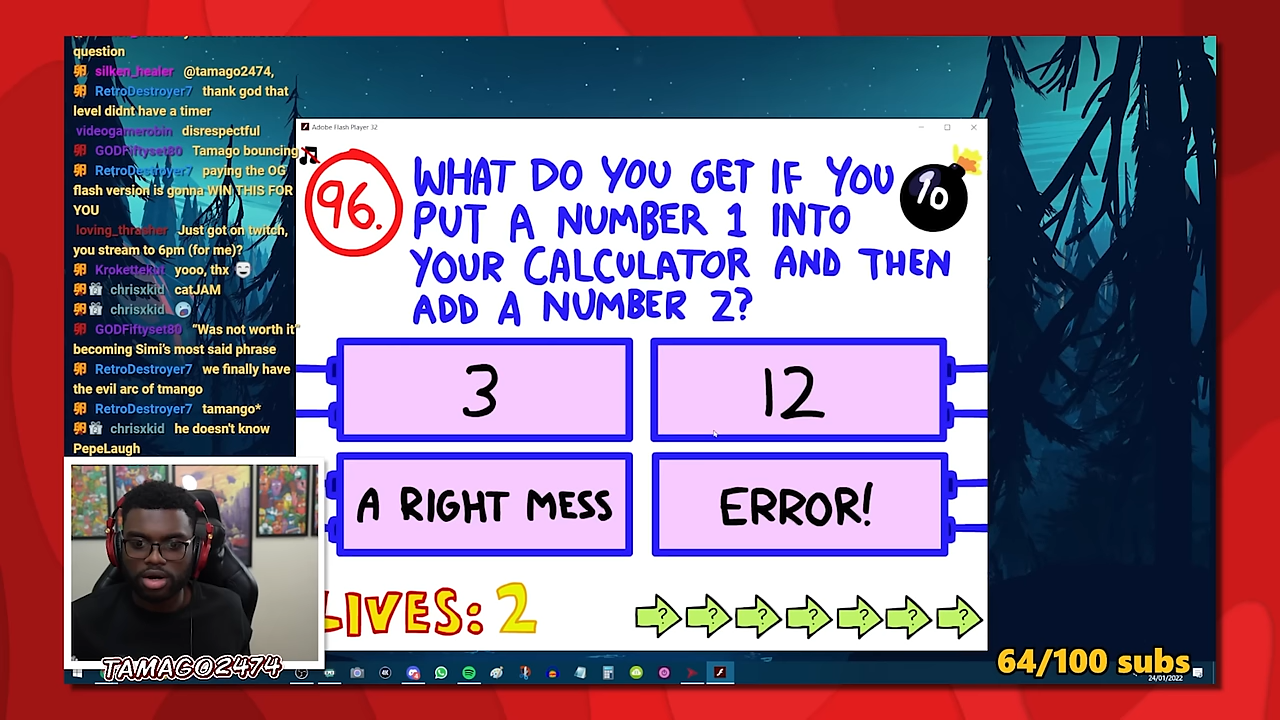 question
silken_healer @tamago2474,
RetroDestroyer7 thank god that
level didnt have a timer
videogamerobin disrespectful
GODFiftyset80 Tamago bouncing
RetroDestroyer7 paying the OG
flash version is gonna WIN THIS FOR
YOU
loving_thrasher Just got on twitch,
you stream to 6pm (for me)?
Krokettekut yooo, thx
chrisxkid catJAM
chrisxkid
GODFiftyset80 “Was not worth it”
becoming Simi’s most said phrase
RetroDestroyer7 we finally have
the evil arc of tmango
RetroDestroyer7 tamango*
chrisxkid he doesn't know
PepeLaugh
Adobe Flash Player 32
96.
WHAT DO YOU GET IF YOU
PUT A NUMBER 1 INTO
YOUR CALCULATOR AND THEN
ADD A NUMBER 2?
10
3
12
A RIGHT MESS
ERROR!
LIVES: 2
? ? ? ? ? ? ?
TAMAGO2474
64/100 subs
24/01/2022